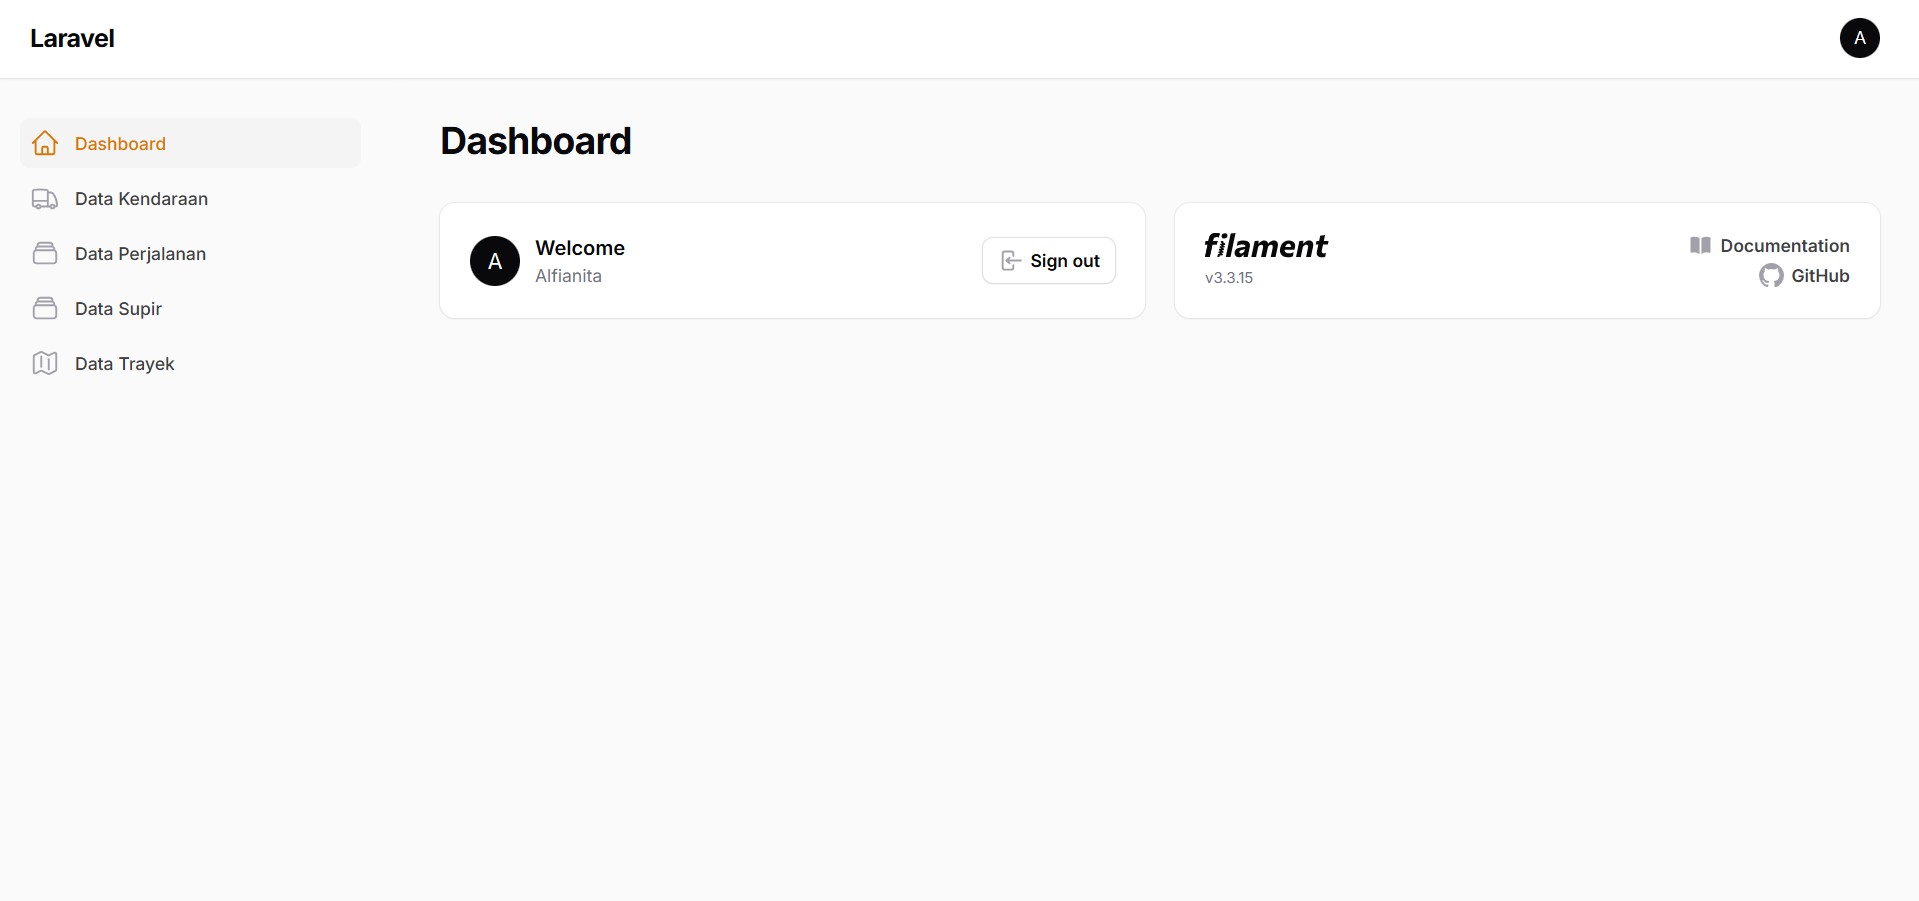 Laravel
A
Dashboard
Data Kendaraan
Data Perjalanan
Data Supir
Data Trayek
Dashboard
A
Welcome
Alfianita
Sign out
filament
v3.3.15
Documentation
GitHub